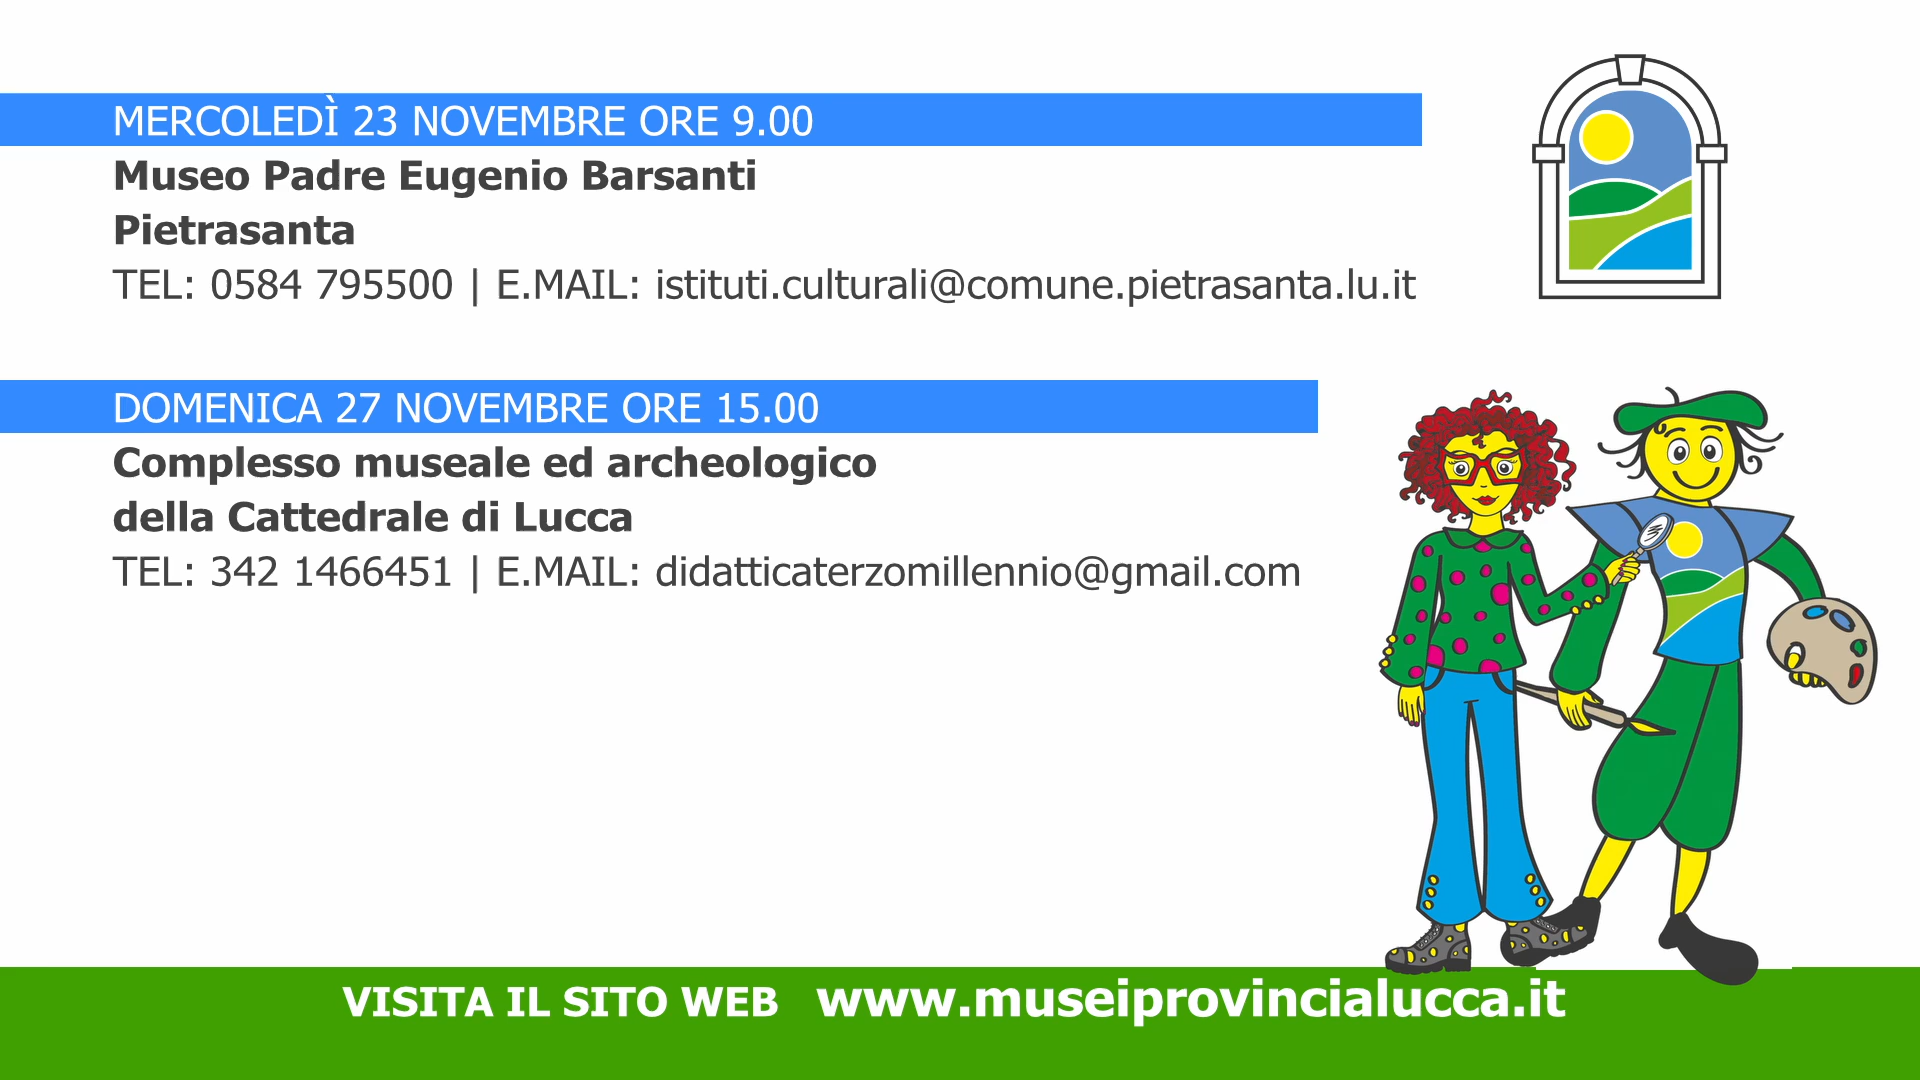 MERCOLEDÌ 23 NOVEMBRE ORE 9.00
Museo Padre Eugenio Barsanti
Pietrasanta
TEL: 0584 795500 | E.MAIL: istituti.culturali@comune.pietrasanta.lu.it
DOMENICA 27 NOVEMBRE ORE 15.00
Complesso museale ed archeologico
della Cattedrale di Lucca
TEL: 342 1466451 | E.MAIL: didatticaterzomillennio@gmail.com
VISITA IL SITO WEB www.museiprovincialucca.it